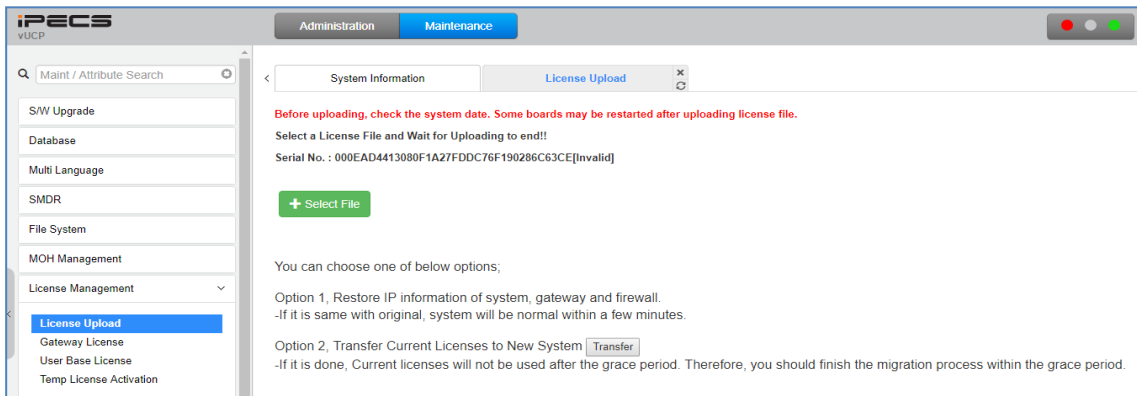 iPECS
vUCP
Administration
Maintenance
Maint / Attribute Search
S/W Upgrade
Database
Multi Language
SMDR
File System
MOH Management
License Management
License Upload
Gateway License
User Base License
Temp License Activation
System Information
License Upload
Before uploading, check the system date. Some boards may be restarted after uploading license file.
Select a License File and Wait for Uploading to end!!
Serial No. : 000EAD4413080F1A27FDDC76F190286C63CE[Invalid]
+ Select File
You can choose one of below options;
Option 1, Restore IP information of system, gateway and firewall.
-If it is same with original, system will be normal within a few minutes.
Option 2, Transfer Current Licenses to New System Transfer
-If it is done, Current licenses will not be used after the grace period. Therefore, you should finish the migration process within the grace period.